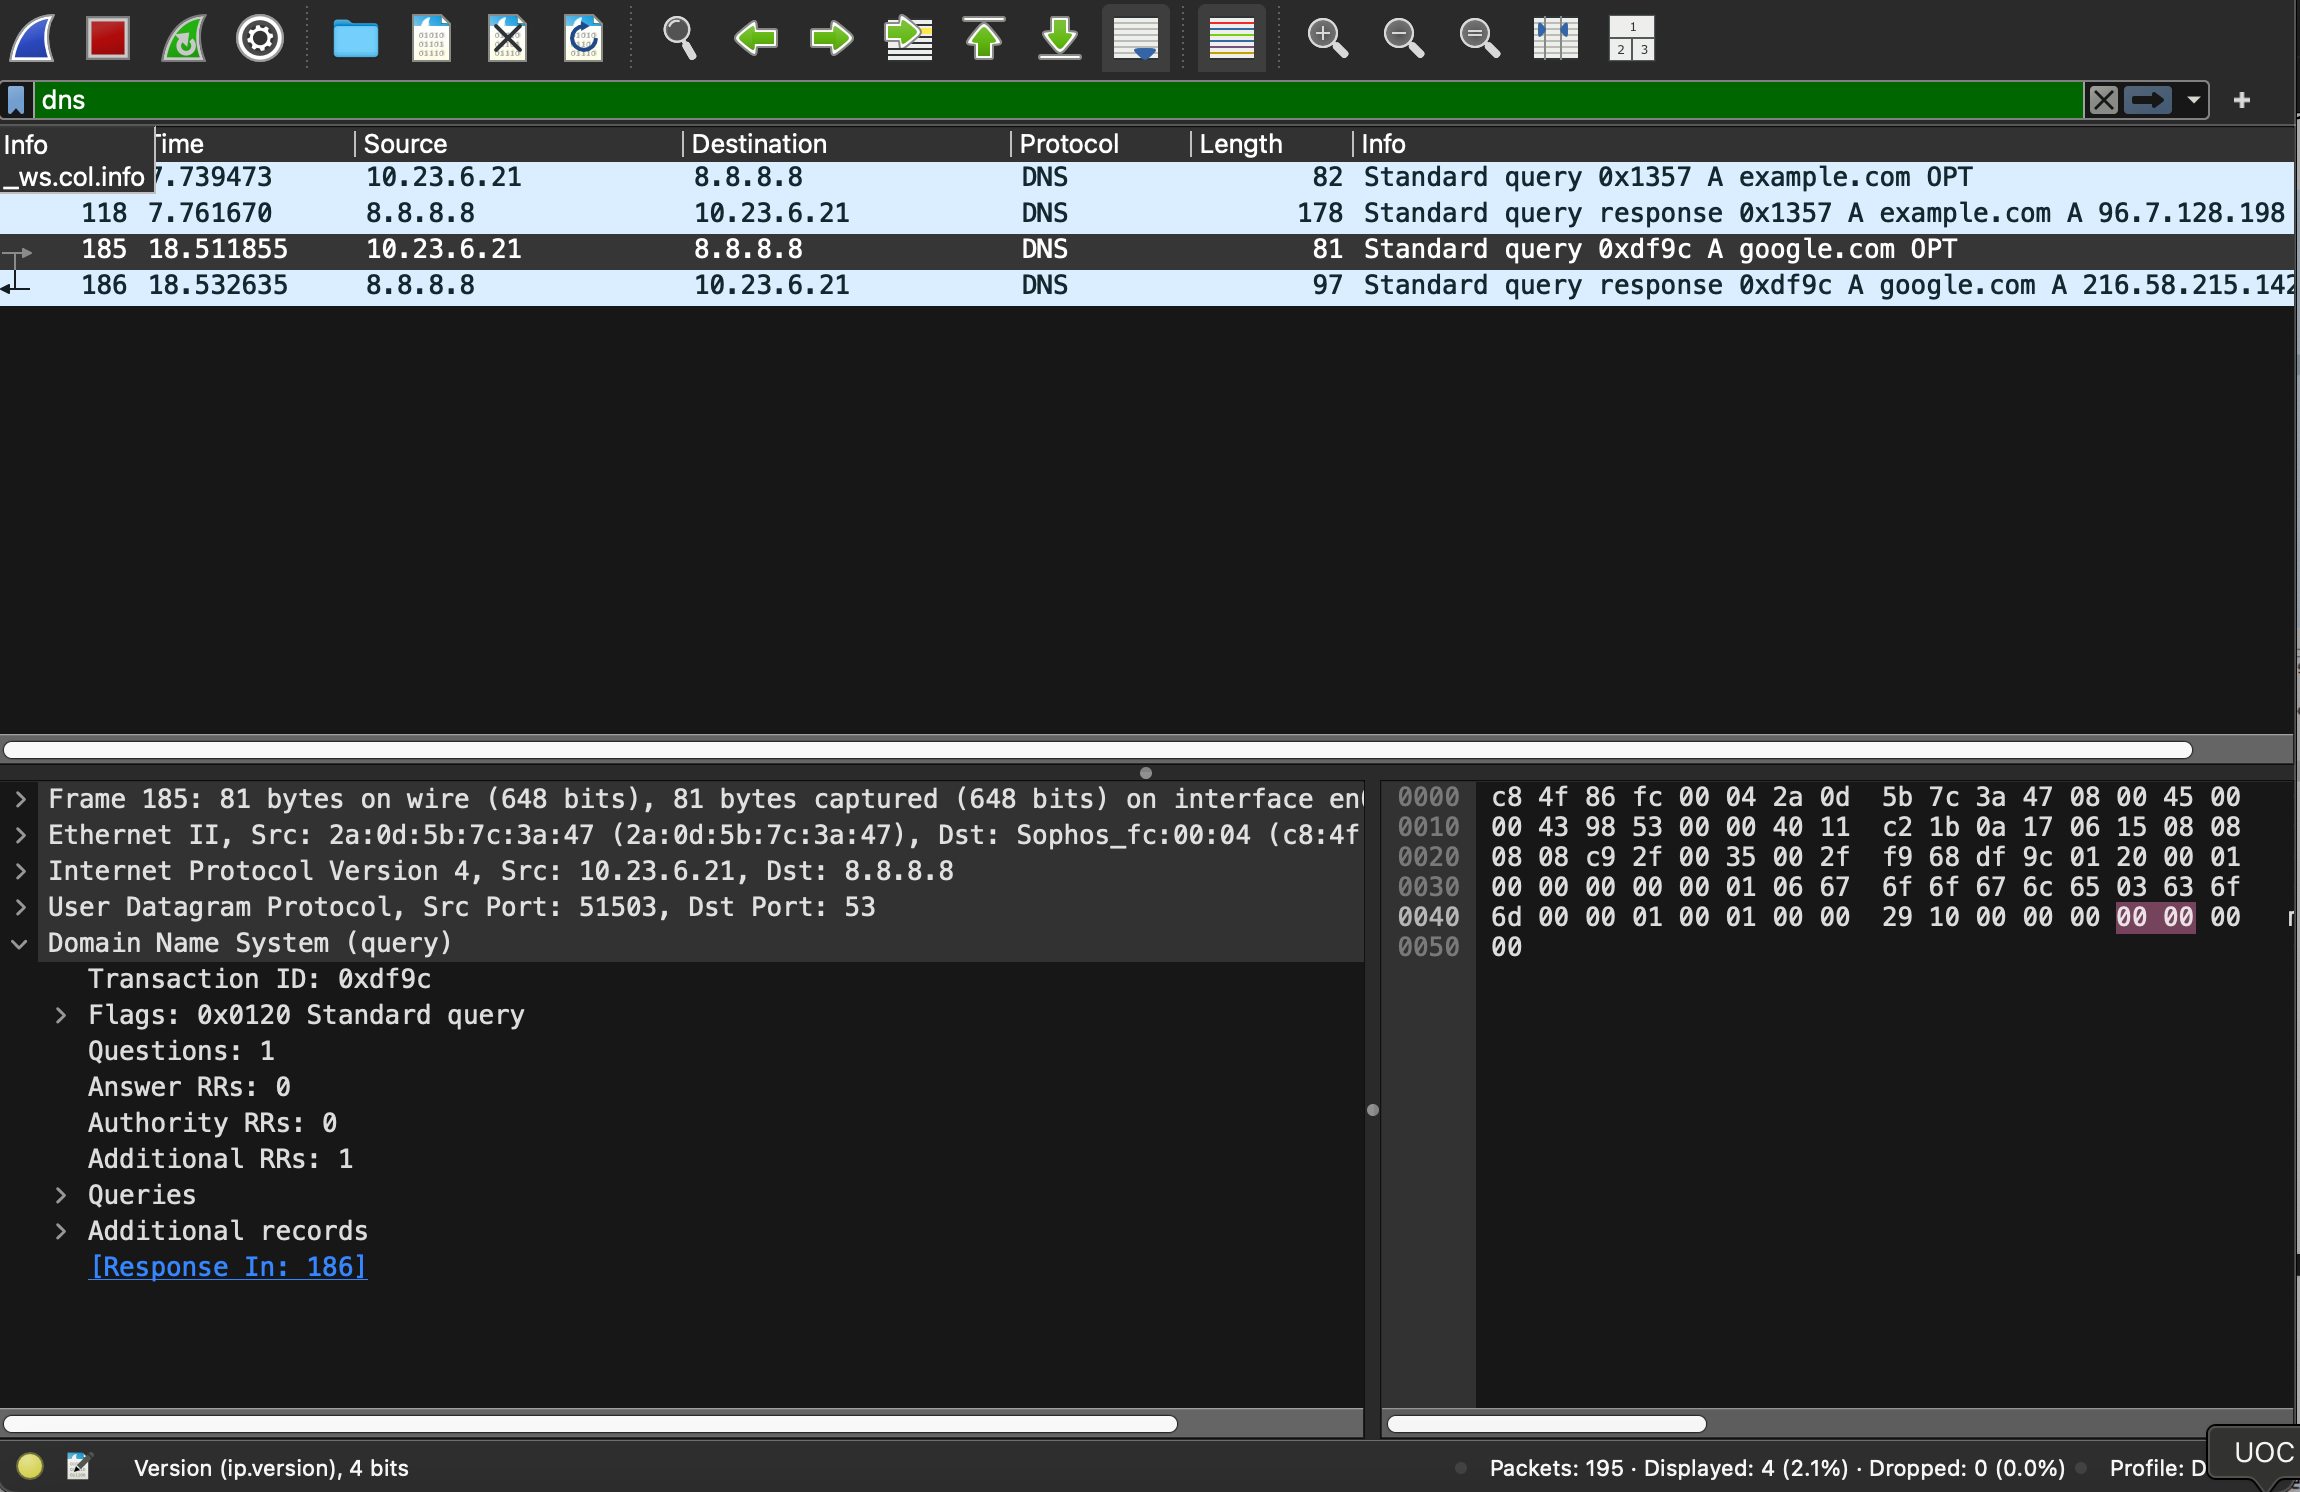 dns
Info Time Source Destination Protocol Length Info
_ws.col.info 7.739473 10.23.6.21 8.8.8.8 DNS 82 Standard query 0x1357 A example.com OPT
118 7.761670 8.8.8.8 10.23.6.21 DNS 178 Standard query response 0x1357 A example.com A 96.7.128.198
185 18.511855 10.23.6.21 8.8.8.8 DNS 81 Standard query 0xdf9c A google.com OPT
186 18.532635 8.8.8.8 10.23.6.21 DNS 97 Standard query response 0xdf9c A google.com A 216.58.215.142
Frame 185: 81 bytes on wire (648 bits), 81 bytes captured (648 bits) on interface en
Ethernet II, Src: 2a:0d:5b:7c:3a:47 (2a:0d:5b:7c:3a:47), Dst: Sophos_fc:00:04 (c8:4f
Internet Protocol Version 4, Src: 10.23.6.21, Dst: 8.8.8.8
User Datagram Protocol, Src Port: 51503, Dst Port: 53
Domain Name System (query)
Transaction ID: 0xdf9c
Flags: 0x0120 Standard query
Questions: 1
Answer RRs: 0
Authority RRs: 0
Additional RRs: 1
Queries
Additional records
[Response In: 186]
0000 c8 4f 86 fc 00 04 2a 0d 5b 7c 3a 47 08 00 45 00
0010 00 43 98 53 00 00 40 11 c2 1b 0a 17 06 15 08 08
0020 08 08 c9 2f 00 35 00 2f f9 68 df 9c 01 20 00 01
0030 00 00 00 00 00 01 06 67 6f 6f 67 6c 65 03 63 6f
0040 6d 00 00 01 00 01 00 00 29 10 00 00 00 00 00 00
0050 00
Version (ip.version), 4 bits
Packets: 195 · Displayed: 4 (2.1%) · Dropped: 0 (0.0%)
Profile: D
UOC